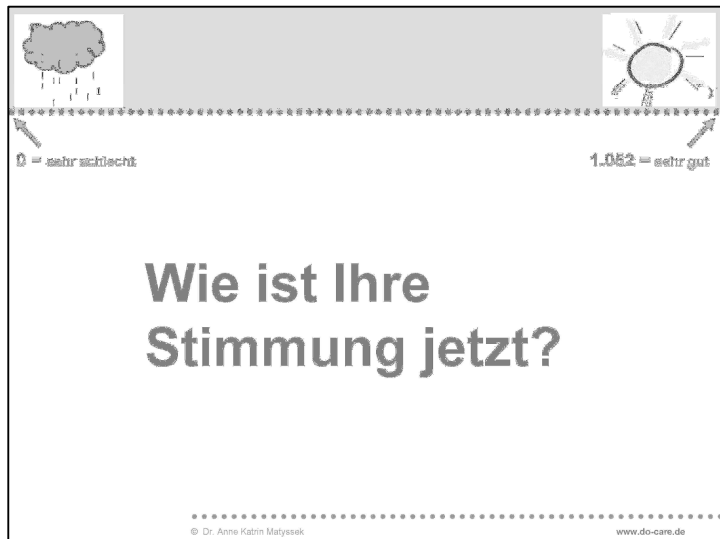 0 = sehr schlecht
1.052 = sehr gut
Wie ist Ihre
Stimmung jetzt?
© Dr. Anne Katrin Matyssek
www.do-care.de